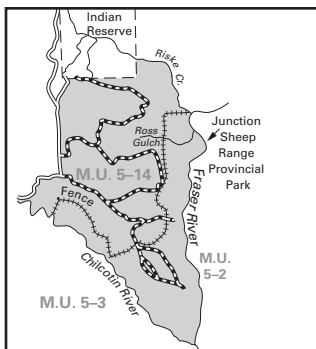 Indian
Reserve
Riske Cr.
Ross
Gulch
Junction
Sheep
Range
Provincial
Park
M.U. 5–14
Fence
Fraser River
M.U.
5–2
Chilcotin River
M.U. 5–3